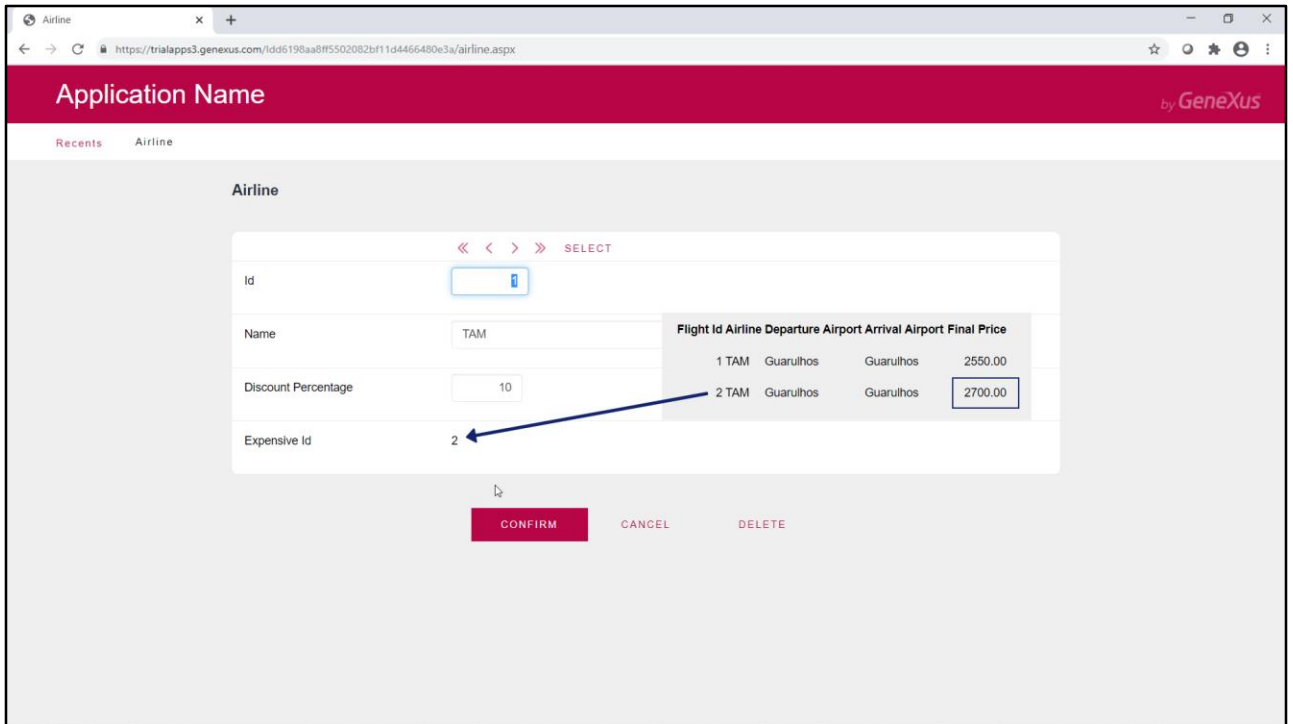 Airline
https://trialapps3.genexus.com/Idd6198aa8ff5502082bf11d4466480e3a/airline.aspx
Application Name
by GeneXus
Recents Airline
Airline
SELECT
Id 1
Name TAM
Flight Id Airline Departure Airport Arrival Airport Final Price
1 TAM Guarulhos Guarulhos 2550.00
Discount Percentage 10
2 TAM Guarulhos Guarulhos 2700.00
Expensive Id 2
CONFIRM CANCEL DELETE